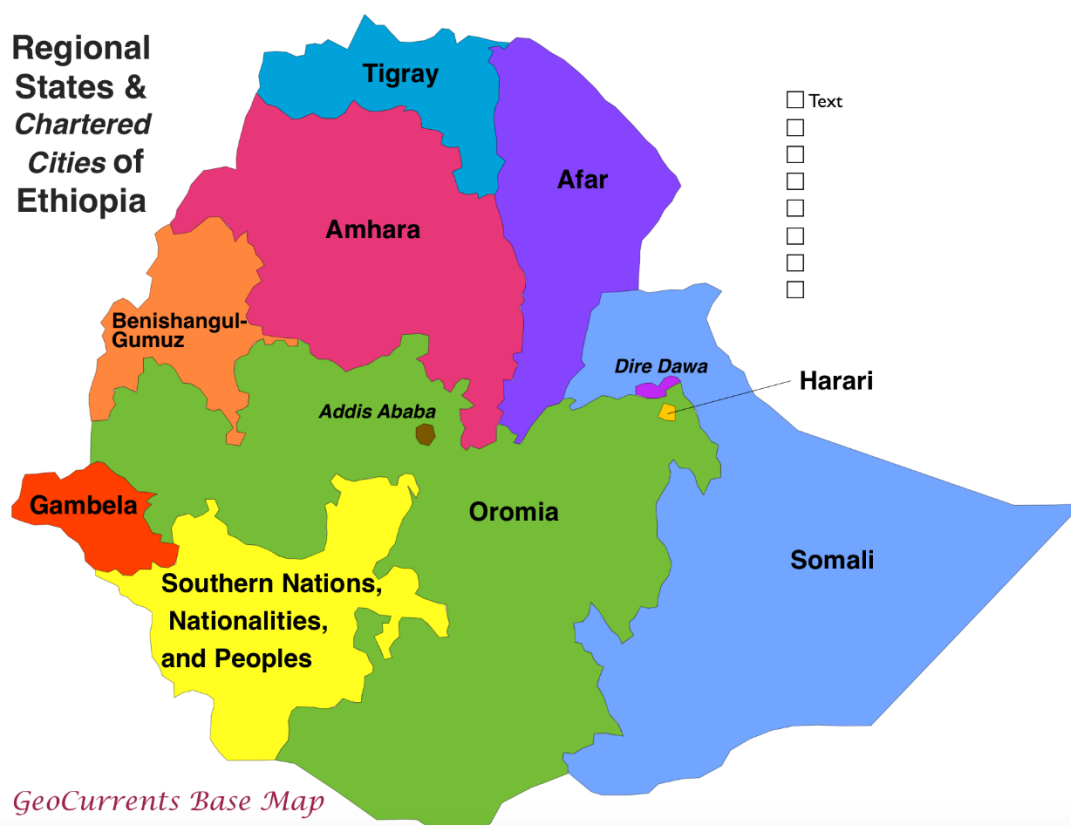 Regional
States &
Chartered
Cities of
Ethiopia
Tigray
Text
Afar
Amhara
Benishangul-
Gumuz
Dire Dawa
Harari
Addis Ababa
Gambela
Oromia
Somali
Southern Nations,
Nationalities,
and Peoples
GeoCurrents Base Map